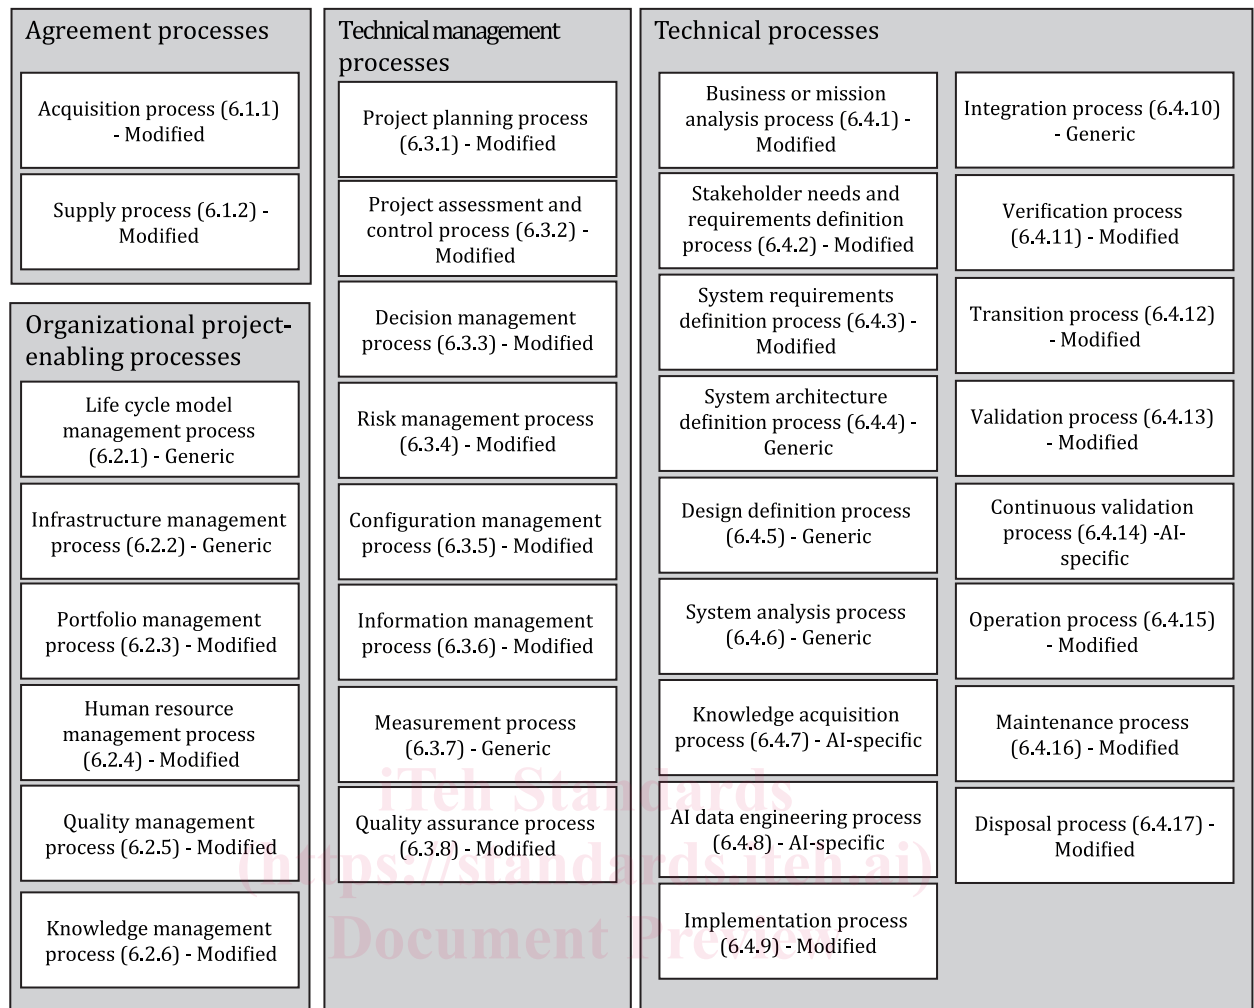 Agreement processes
Acquisition process (6.1.1)
- Modified
Supply process (6.1.2) -
Modified
Organizational project-
enabling processes
Life cycle model
management process
(6.2.1) - Generic
Infrastructure management
process (6.2.2) - Generic
Portfolio management
process (6.2.3) - Modified
Human resource
management process
(6.2.4) - Modified
Quality management
process (6.2.5) - Modified
Knowledge management
process (6.2.6) - Modified
Technical management
processes
Project planning process
(6.3.1) - Modified
Project assessment and
control process (6.3.2) -
Modified
Decision management
process (6.3.3) - Modified
Risk management process
(6.3.4) - Modified
Configuration management
process (6.3.5) - Modified
Information management
process (6.3.6) - Modified
Measurement process
(6.3.7) - Generic
Quality assurance process
(6.3.8) - Modified
Technical processes
Business or mission
analysis process (6.4.1) -
Modified
Stakeholder needs and
requirements definition
process (6.4.2) - Modified
System requirements
definition process (6.4.3) -
Modified
System architecture
definition process (6.4.4) -
Generic
Design definition process
(6.4.5) - Generic
System analysis process
(6.4.6) - Generic
Knowledge acquisition
process (6.4.7) - AI-specific
AI data engineering process
(6.4.8) - AI-specific
Implementation process
(6.4.9) - Modified
Integration process (6.4.10)
- Generic
Verification process
(6.4.11) - Modified
Transition process (6.4.12)
- Modified
Validation process (6.4.13)
- Modified
Continuous validation
process (6.4.14) -AI-
specific
Operation process (6.4.15)
- Modified
Maintenance process
(6.4.16) - Modified
Disposal process (6.4.17) -
Modified
iTeh Standards
(https://standards.iteh.ai)
Document Preview